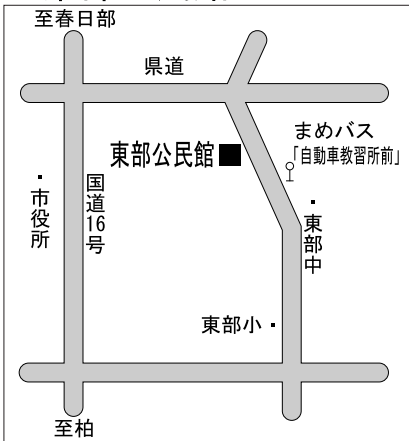 至春日部
県道
まめバス
「自動車教習所前」
東部公民館
市役所
国道16号
東部中
東部小
至柏